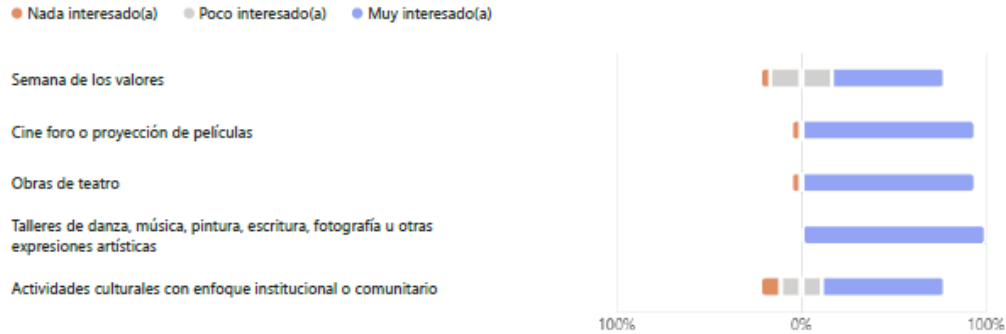 Nada interesado(a) Poco interesado(a) Muy interesado(a)
Semana de los valores
Cine foro o proyección de películas
Obras de teatro
Talleres de danza, música, pintura, escritura, fotografía u otras
expresiones artísticas
Actividades culturales con enfoque institucional o comunitario
100% 0% 100%